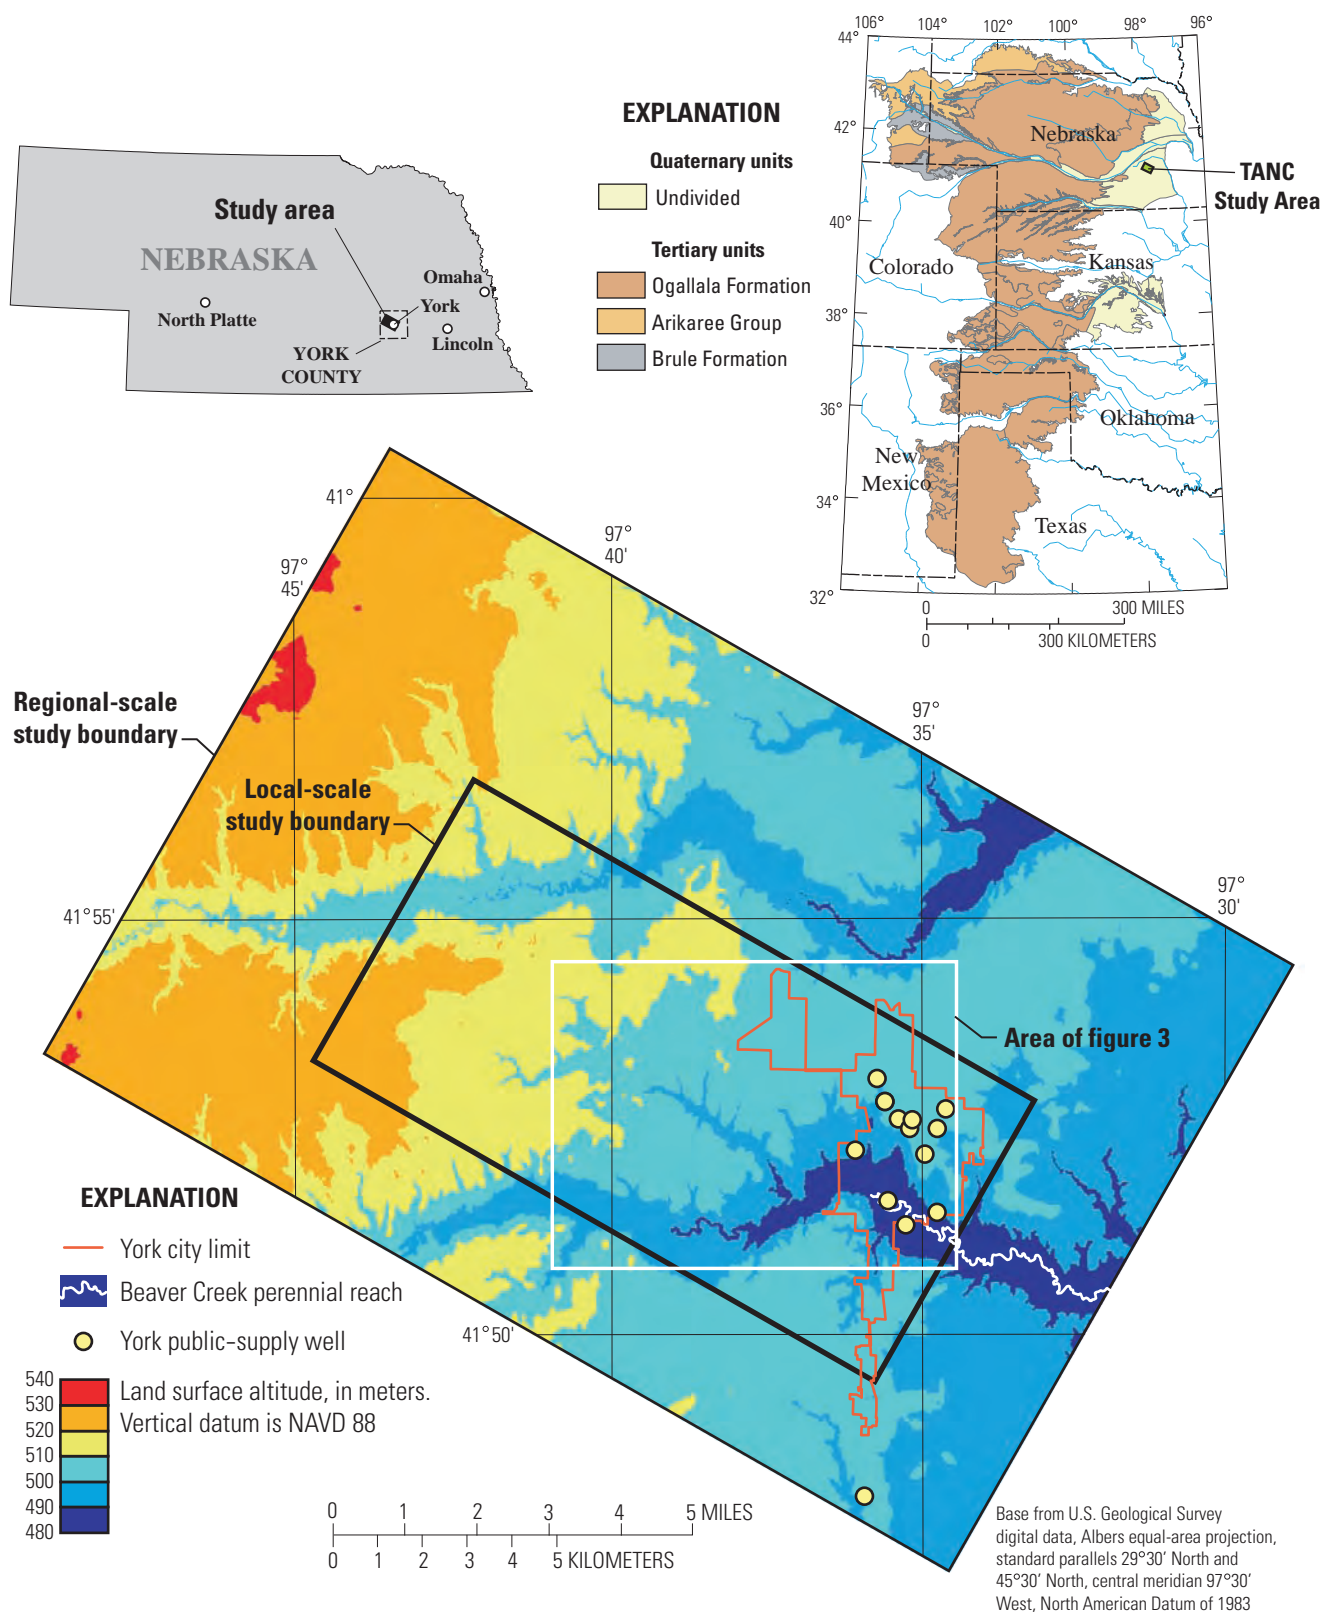 Study area
NEBRASKA
Omaha
York
North Platte
Lincoln
YORK
COUNTY
EXPLANATION
Quaternary units
Undivided
Tertiary units
Ogallala Formation
Arikaree Group
Brule Formation
106°
104°
102°
100°
98°
96°
44°
42°
40°
38°
36°
34°
32°
Nebraska
TANC
Study Area
Colorado
Kansas
Oklahoma
New
Mexico
Texas
0 300 MILES
0 300 KILOMETERS
41°
97°
45'
97°
40'
97°
35'
97°
30'
Regional-scale
study boundary
Local-scale
study boundary
41°55'
Area of figure 3
41°50'
EXPLANATION
York city limit
Beaver Creek perennial reach
York public-supply well
540
530
520
510
500
490
480
Land surface altitude, in meters.
Vertical datum is NAVD 88
0 1 2 3 4 5 MILES
0 1 2 3 4 5 KILOMETERS
Base from U.S. Geological Survey
digital data, Albers equal-area projection,
standard parallels 29°30' North and
45°30' North, central meridian 97°30'
West, North American Datum of 1983